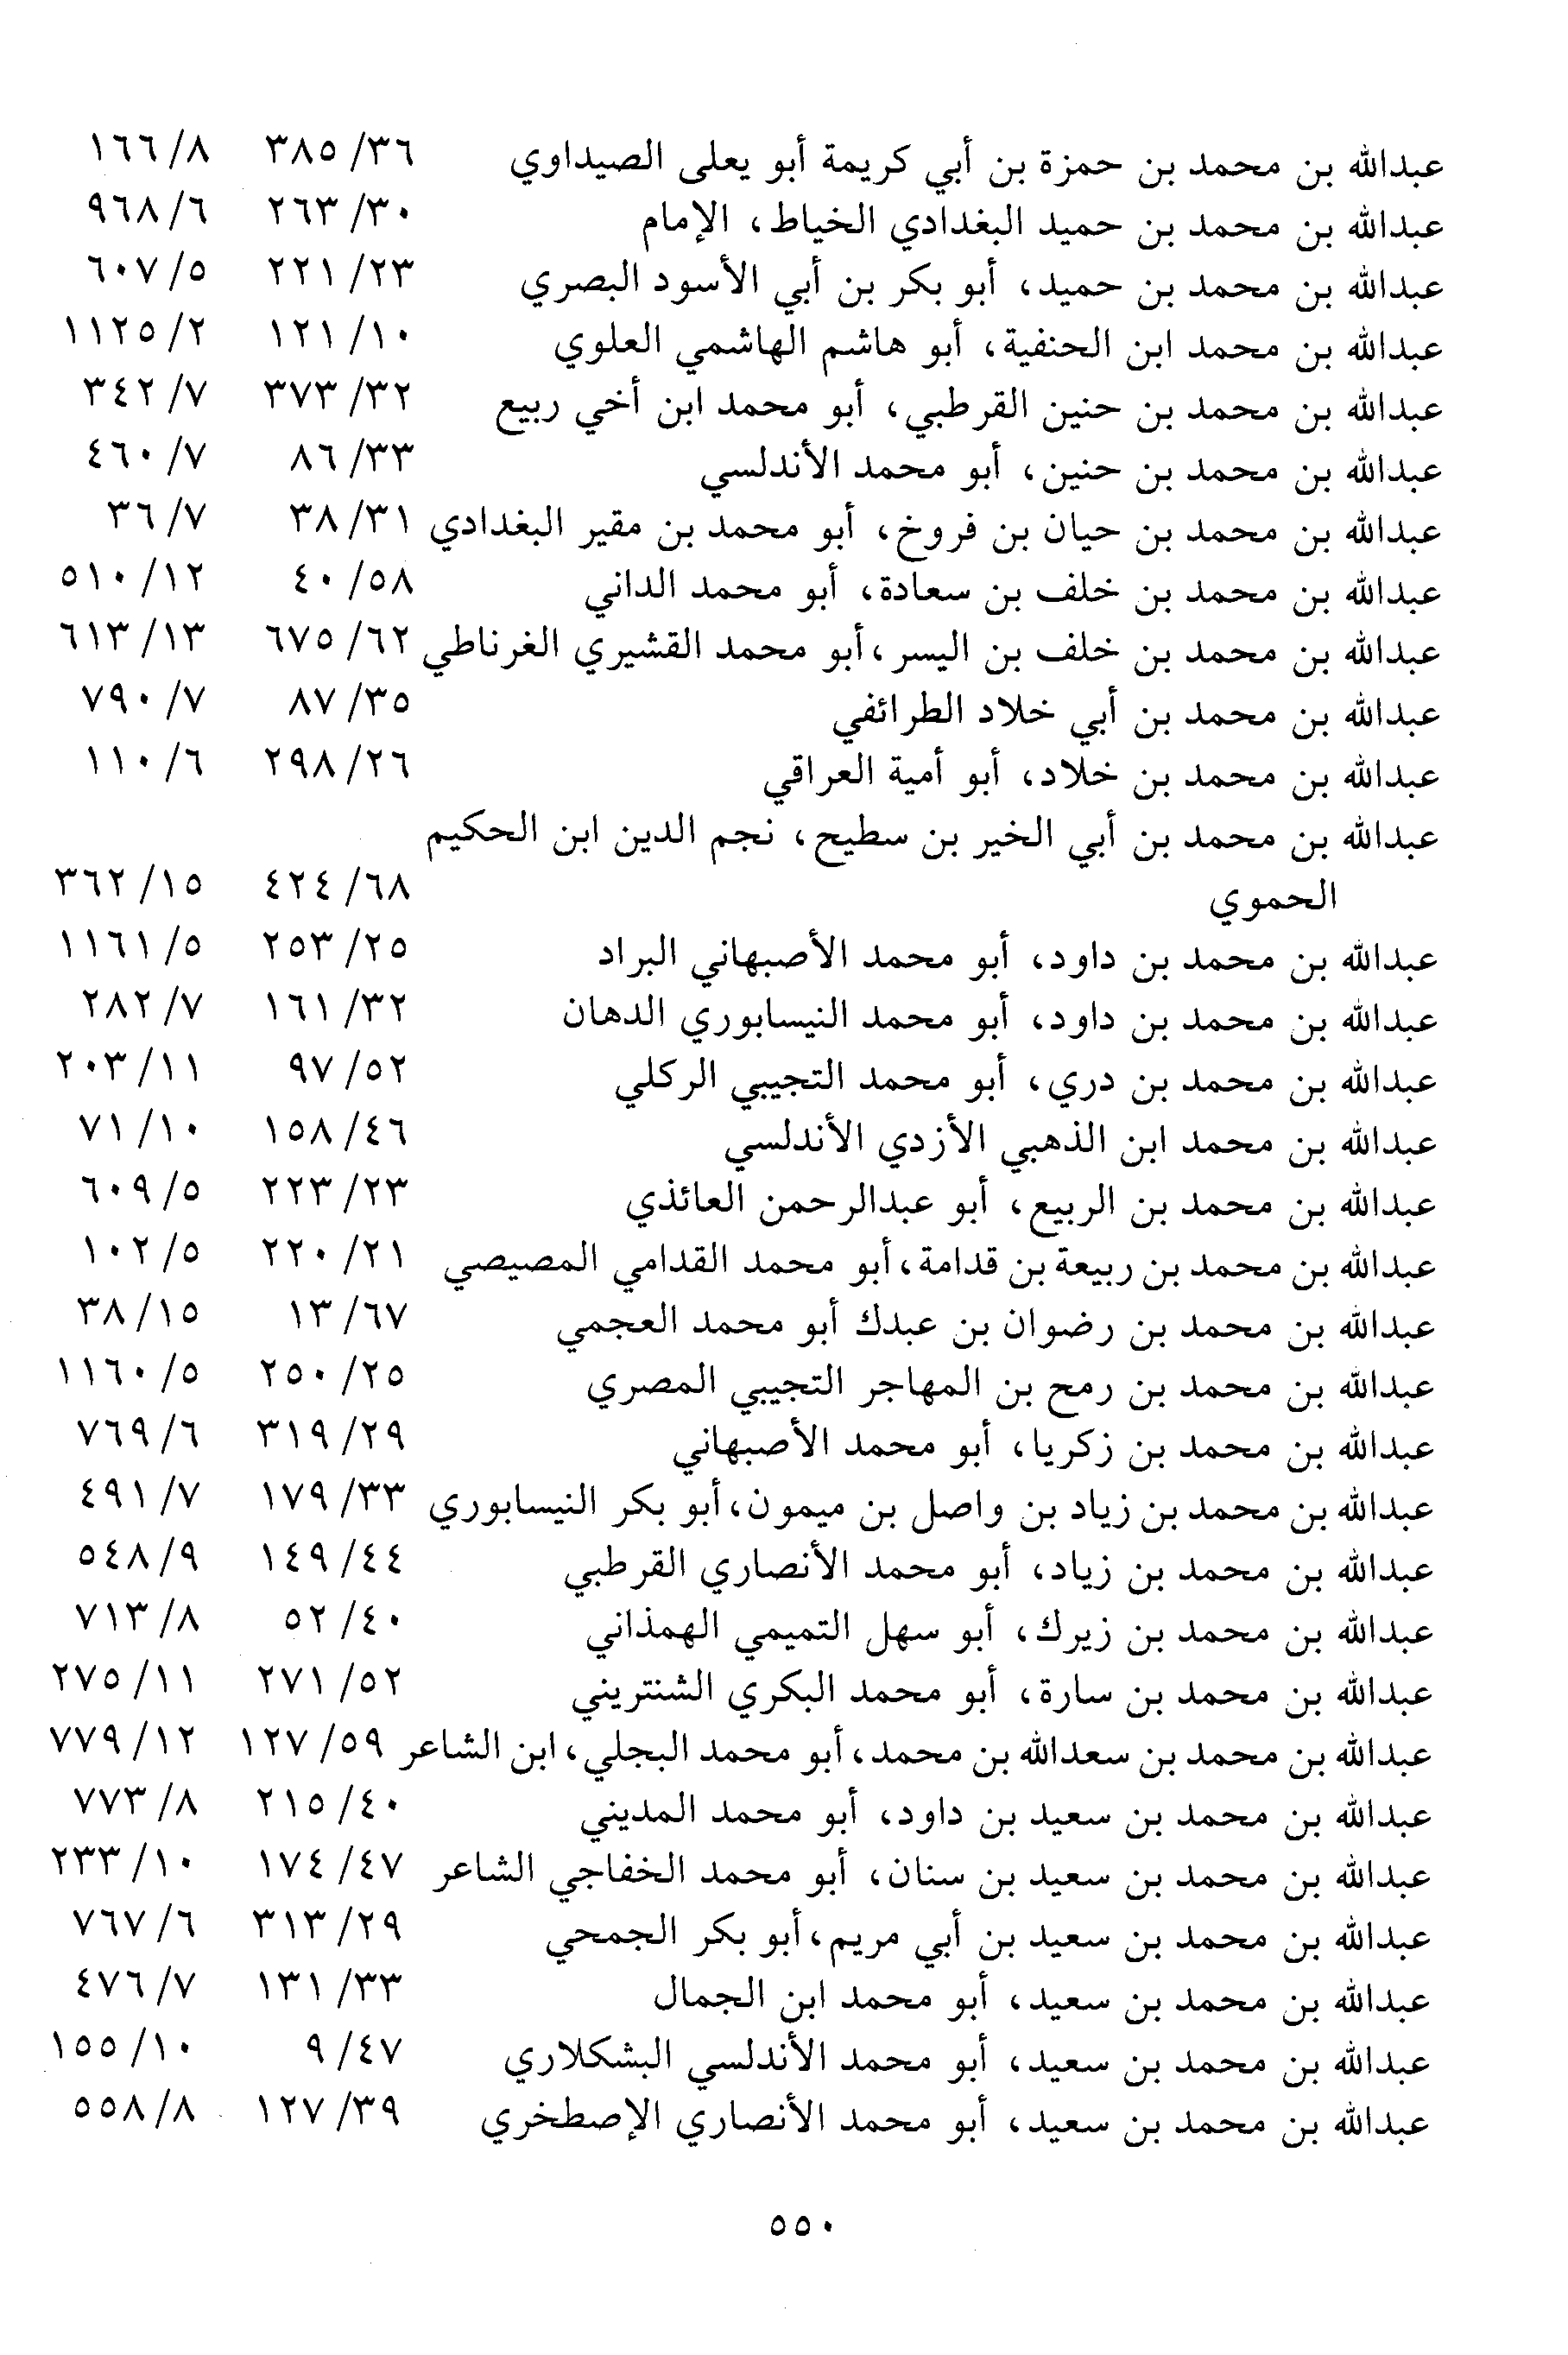 عبدالله بن محمد بن حمزة بن أبي كريمة أبو يعلى الصيداوي ٣٦/ ٣٨٥ ٨/ ١٦٦
عبدالله بن محمد بن حميد البغدادي الخياط، الإمام ٣٠/ ٢٦٣ ٦/ ٩٦٨
عبدالله بن محمد بن حميد، أبو بكر بن أبي الأسود البصري ٢٣/ ٢٢١ ٥/ ٦٠٧
عبدالله بن محمد ابن الحنفية، أبو هاشم الهاشمي العلوي ١٠/ ١٢١ ٢/ ١١٢٥
عبدالله بن محمد بن حنين القرطبي، أبو محمد ابن أخي ربيع ٣٢/ ٣٧٣ ٧/ ٣٤٢
عبدالله بن محمد بن حنين، أبو محمد الأندلسي ٣٣/ ٨٦ ٧/ ٤٦٠
عبدالله بن محمد بن حيان بن فروخ، أبو محمد بن مقير البغدادي ٣١/ ٣٨ ٧/ ٣٦
عبدالله بن محمد بن خلف بن سعادة، أبو محمد الداني ٥٨/ ٤٠ ١٢/ ٥١٠
عبدالله بن محمد بن خلف بن اليسر، أبو محمد القشيري الغرناطي ٦٢/ ٦٧٥ ١٣/ ٦١٣
عبدالله بن محمد بن أبي خلاد الطرائفي ٣٥/ ٨٧ ٧/ ٧٩٠
عبدالله بن محمد بن خلاد، أبو أمية العراقي ٢٦/ ٢٩٨ ٦/ ١١٠
عبدالله بن محمد بن أبي الخير بن سطيح، نجم الدين ابن الحكيم
الحموي ٦٨/ ٤٢٤ ١٥/ ٣٦٢
عبدالله بن محمد بن داود، أبو محمد الأصبهاني البراد ٢٥/ ٢٥٣ ٥/ ١١٦١
عبدالله بن محمد بن داود، أبو محمد النيسابوري الدهان ٣٢/ ١٦١ ٧/ ٢٨٢
عبدالله بن محمد بن دري، أبو محمد التجيبي الركلي ٥٢/ ٩٧ ١١/ ٢٠٣
عبدالله بن محمد ابن الذهبي الأزدي الأندلسي ٤٦/ ١٥٨ ١٠/ ٧١
عبدالله بن محمد بن الربيع، أبو عبدالرحمن العائذي ٢٣/ ٢٢٣ ٥/ ٦٠٩
عبدالله بن محمد بن ربيعة بن قدامة، أبو محمد القدامي المصيصي ٢١/ ٢٢٠ ٥/ ١٠٢
عبدالله بن محمد بن رضوان بن عبدك أبو محمد العجمي ٦٧/ ١٣ ١٥/ ٣٨
عبدالله بن محمد بن رمح بن المهاجر التجيبي المصري ٢٥/ ٢٥٠ ٥/ ١١٦٠
عبدالله بن محمد بن زكريا، أبو محمد الأصبهاني ٢٩/ ٣١٩ ٦/ ٧٦٩
عبدالله بن محمد بن زياد بن واصل بن ميمون، أبو بكر النيسابوري ٣٣/ ١٧٩ ٧/ ٤٩١
عبدالله بن محمد بن زياد، أبو محمد الأنصاري القرطبي ٤٤/ ١٤٩ ٩/ ٥٤٨
عبدالله بن محمد بن زيرك، أبو سهل التميمي الهمذاني ٤٠/ ٥٢ ٨/ ٧١٣
عبدالله بن محمد بن سارة، أبو محمد البكري الشنتريني ٥٢/ ٢٧١ ١١/ ٢٧٥
عبدالله بن محمد بن سعدالله بن محمد، أبو محمد البجلي، ابن الشاعر ٥٩/ ١٢٧ ١٢/ ٧٧٩
عبدالله بن محمد بن سعيد بن داود، أبو محمد المديني ٤٠/ ٢١٥ ٨/ ٧٧٣
عبدالله بن محمد بن سعيد بن سنان، أبو محمد الخفاجي الشاعر ٤٧/ ١٧٤ ١٠/ ٢٣٣
عبدالله بن محمد بن سعيد بن أبي مريم، أبو بكر الجمحي ٢٩/ ٣١٣ ٦/ ٧٦٧
عبدالله بن محمد بن سعيد، أبو محمد ابن الجمال ٣٣/ ١٣١ ٧/ ٤٧٦
عبدالله بن محمد بن سعيد، أبو محمد الأندلسي البشكلاري ٤٧/ ٩ ١٠/ ١٥٥
عبدالله بن محمد بن سعيد، أبو محمد الأنصاري الإصطخري ٣٩/ ١٢٧ ٨/ ٥٥٨
٥٥٠